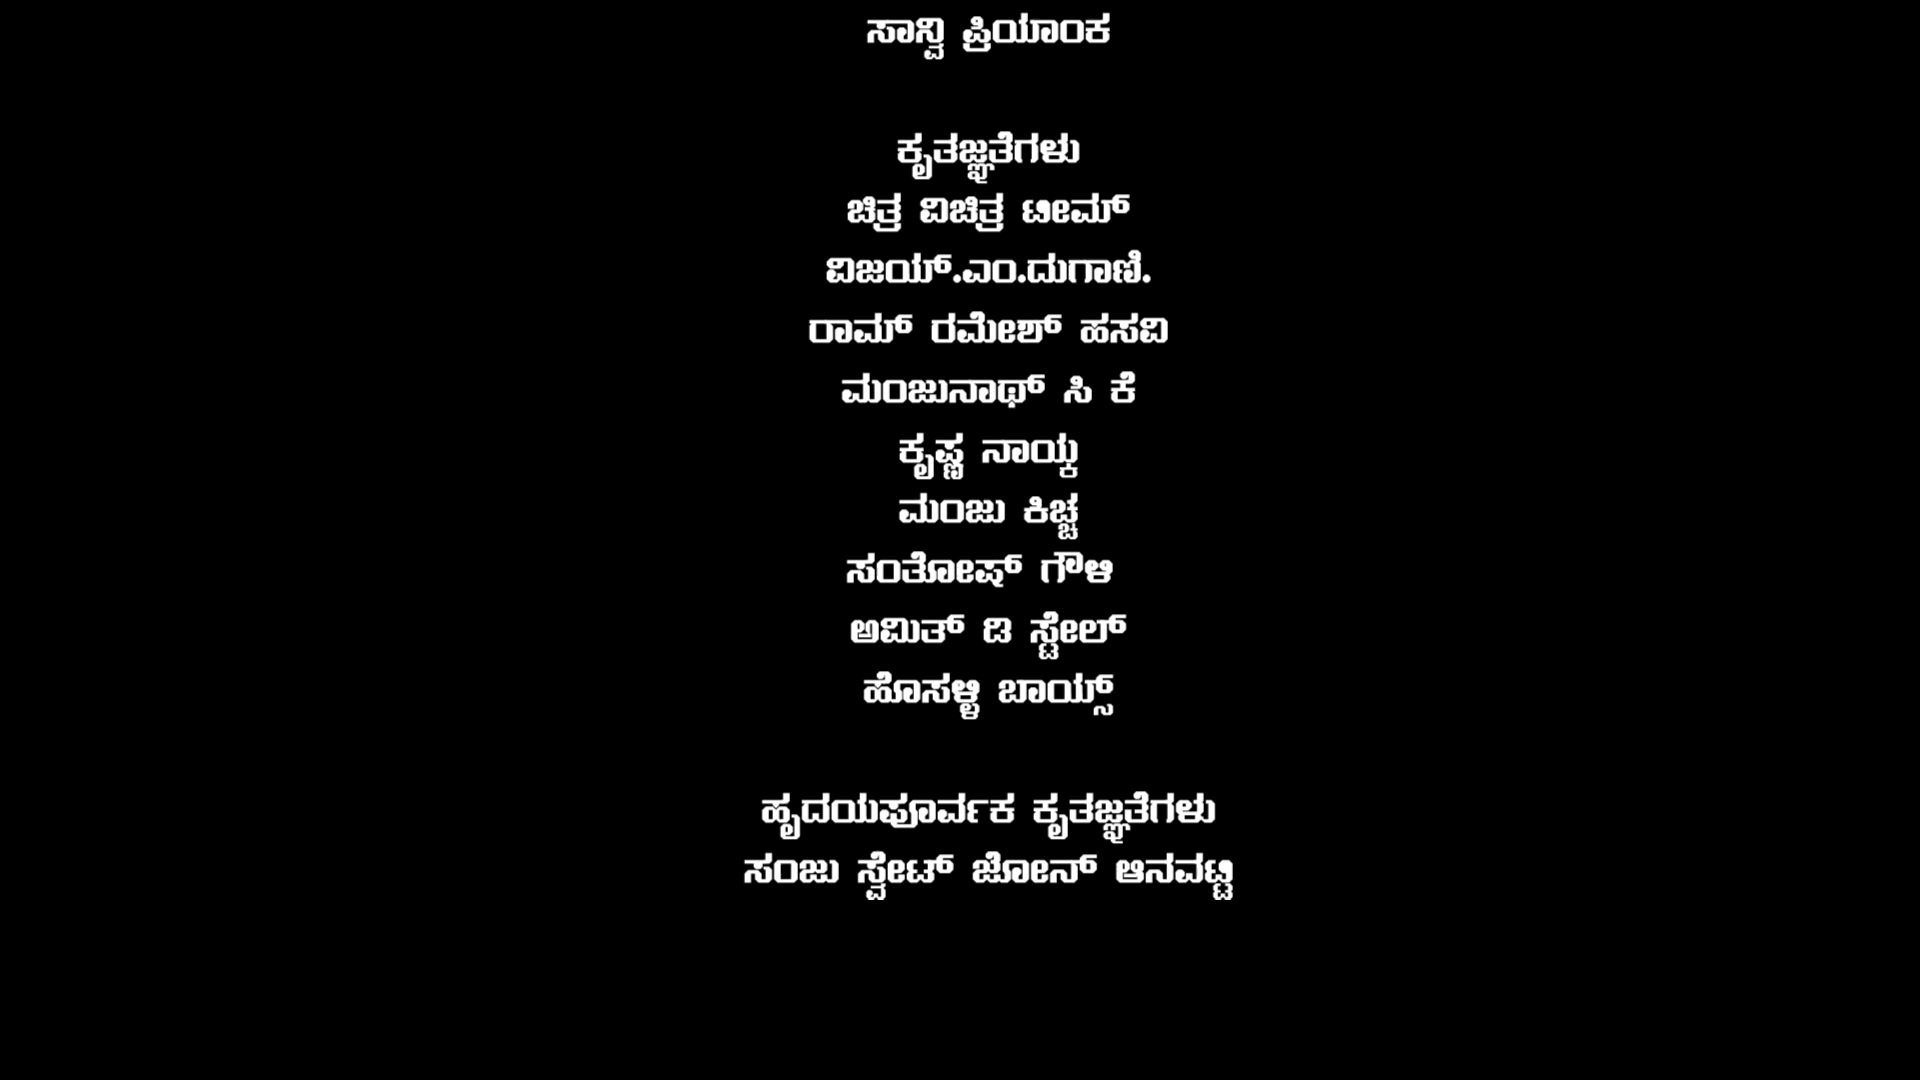 ಸಾನ್ವಿ ಪ್ರಿಯಾಂಕ
ಕೃತಜ್ಞತೆಗಳು
ಚಿತ್ರ ವಿಚಿತ್ರ ಟೀಮ್
ವಿಜಯ್.ಎಂ.ದುಗಾಣಿ.
ರಾಮ್ ರಮೇಶ್ ಹಸವಿ
ಮಂಜುನಾಥ್ ಸಿ ಕೆ
ಕೃಷ್ಣ ನಾಯ್ಕ
ಮಂಜು ಕಿಚ್ಚ
ಸಂತೋಷ್ ಗೌಳಿ
ಅಮಿತ್ ಡಿ ಸ್ಟೇಲ್
ಹೊಸಳ್ಳಿ ಬಾಯ್ಸ್
ಹೃದಯಪೂರ್ವಕ ಕೃತಜ್ಞತೆಗಳು
ಸಂಜು ಸ್ವೇಟ್ ಜೋನ್ ಆನವಟ್ಟಿ